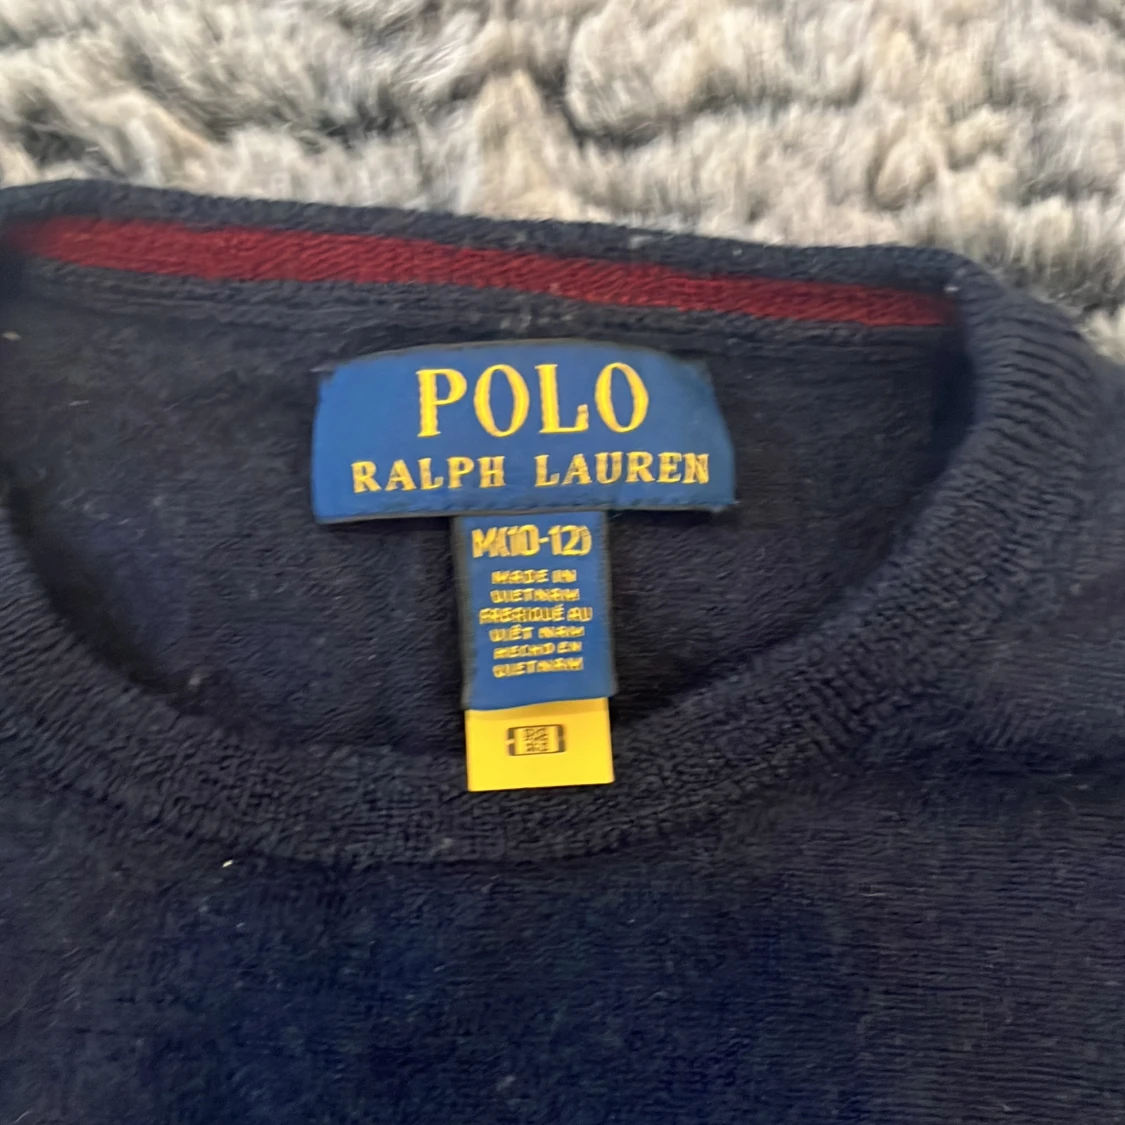 POLO
RALPH LAUREN
M(10-12)
MADE IN
VIETNAM
FABRIQUÉ AU
VIÊT NAM
HECHO EN
VIETNAM